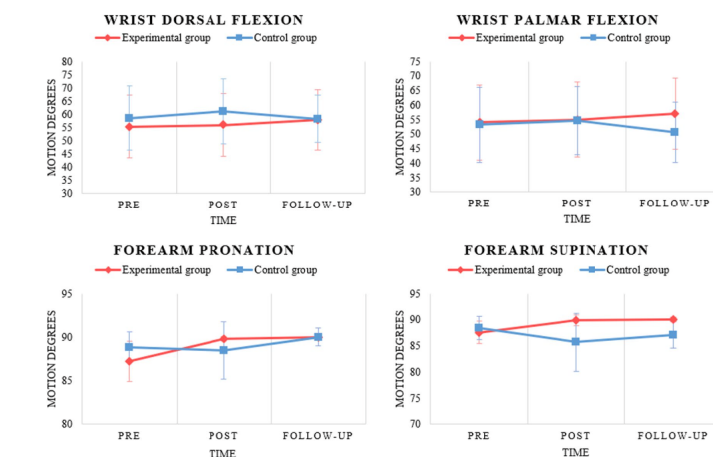 WRIST DORSAL FLEXION
Experimental group Control group
MOTION DEGREES
80
75
70
65
60
55
50
45
40
35
30
PRE POST FOLLOW-UP
TIME
WRIST PALMAR FLEXION
Experimental group Control group
MOTION DEGREES
75
70
65
60
55
50
45
40
35
30
PRE POST FOLLOW-UP
TIME
FOREARM PRONATION
Experimental group Control group
MOTION DEGREES
95
90
85
80
PRE POST FOLLOW-UP
TIME
FOREARM SUPINATION
Experimental group Control group
MOTION DEGREES
95
90
85
80
75
70
PRE POST FOLLOW-UP
TIME